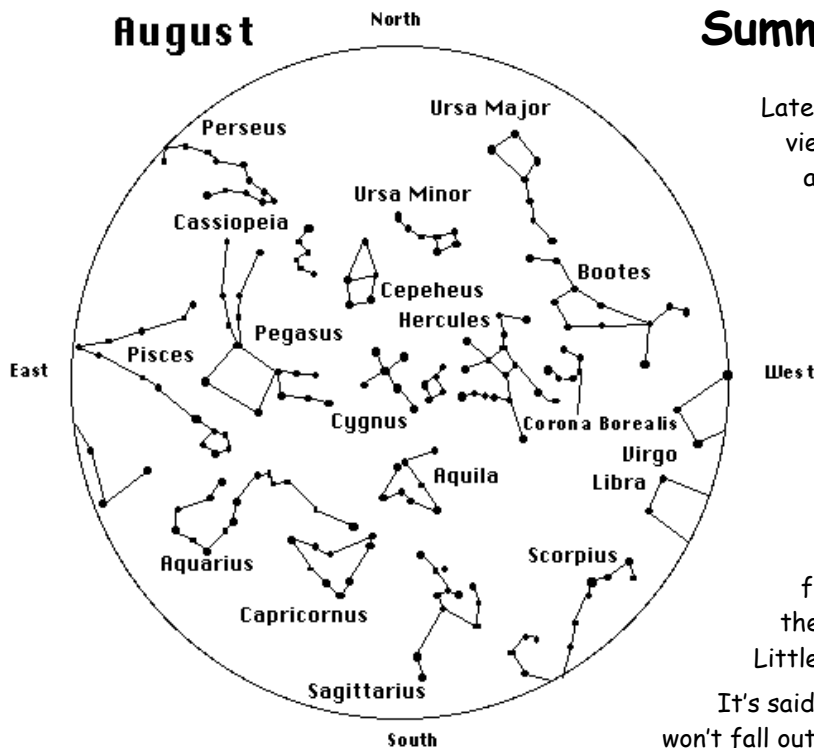 August
North
Summ
Late
vie
a
Ursa Major
Perseus
Ursa Minor
Cassiopeia
Bootes
Cepeheus
Hercules
Pegasus
Pisces
East
West
Cygnus
Corona Borealis
Virgo
Aquila
Libra
Scorpius
Aquarius
f
Capricornus
the
Little
Sagittarius
It's said
won't fall out
South